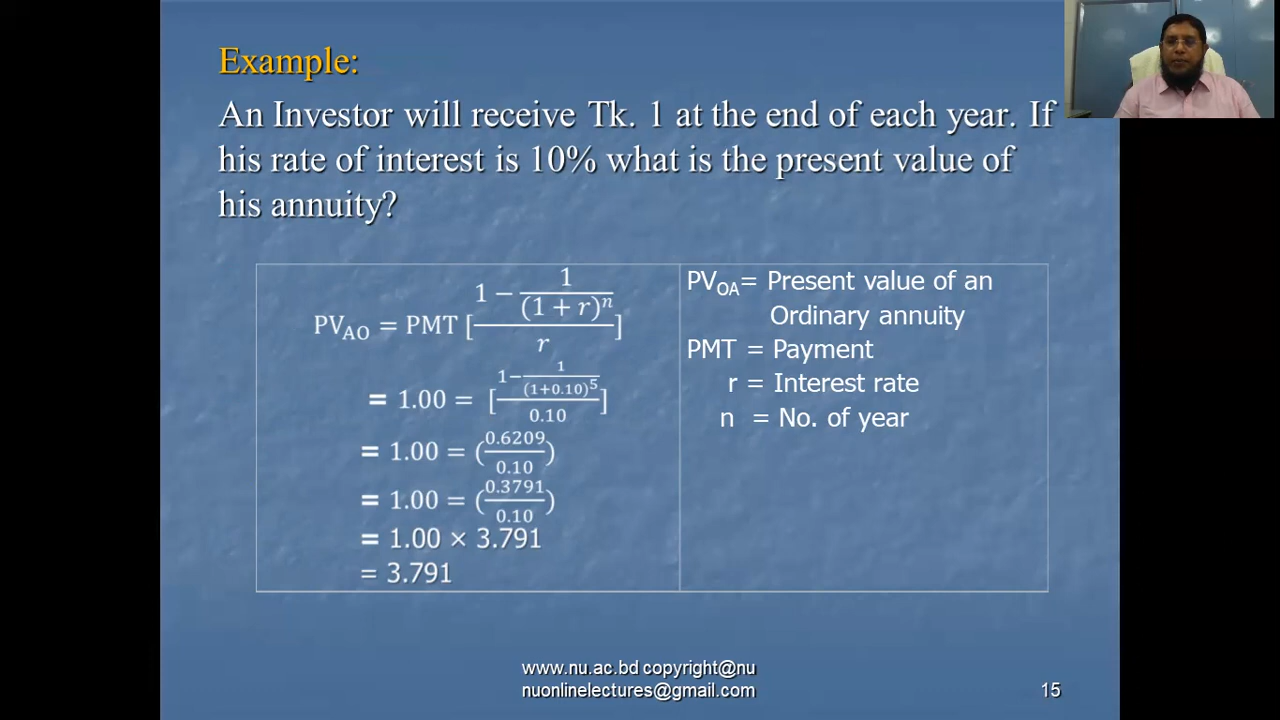 Example:
An Investor will receive Tk. 1 at the end of each year. If
his rate of interest is 10% what is the present value of
his annuity?
PV_AO = PMT [(1 − 1/(1 + r)^n)/r]
= 1.00 = [(1−1/(1+0.10)^5)/0.10]
= 1.00 = (0.6209/0.10)
= 1.00 = (0.3791/0.10)
= 1.00 × 3.791
= 3.791
PV_OA= Present value of an
Ordinary annuity
PMT = Payment
r = Interest rate
n = No. of year
www.nu.ac.bd copyright@nu
nuonlinelectures@gmail.com
15